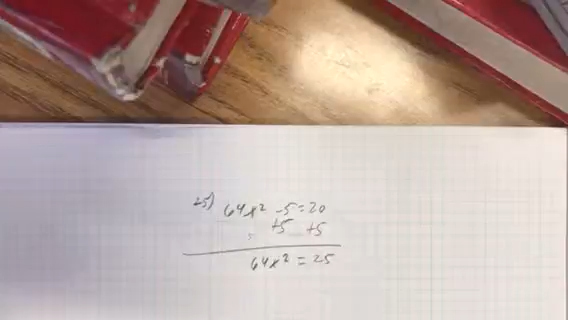 25) 64x² -5=20
+5 +5
64x² = 25